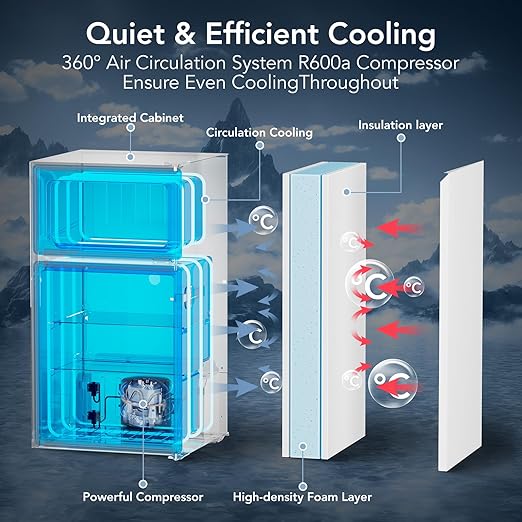 Quiet & Efficient Cooling
360° Air Circulation System R600a Compressor
Ensure Even CoolingThroughout
Integrated Cabinet
Circulation Cooling
Insulation layer
°C
°C
°C
°C
°C
°C
°C
°C
Powerful Compressor
High-density Foam Layer